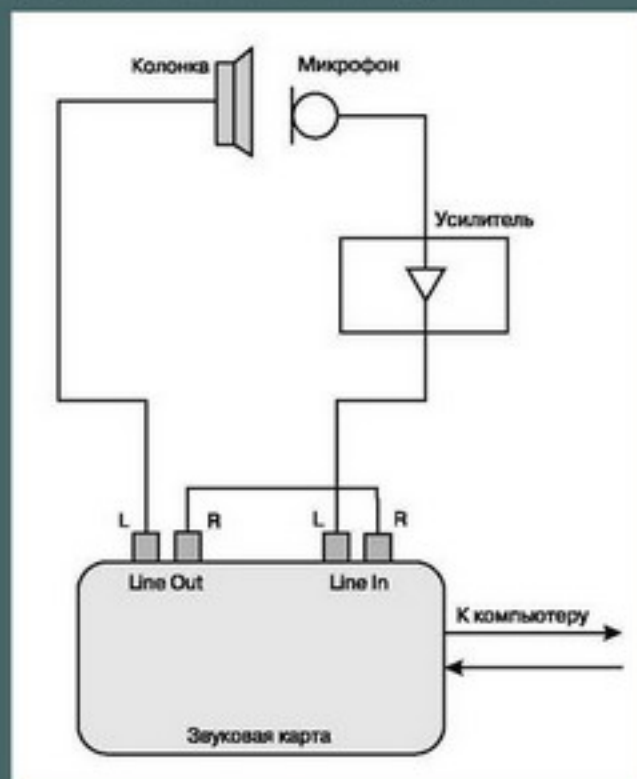 Колонка
Микрофон
Усилитель
L
R
L
R
Line Out
Line In
К компьютеру
Звуковая карта